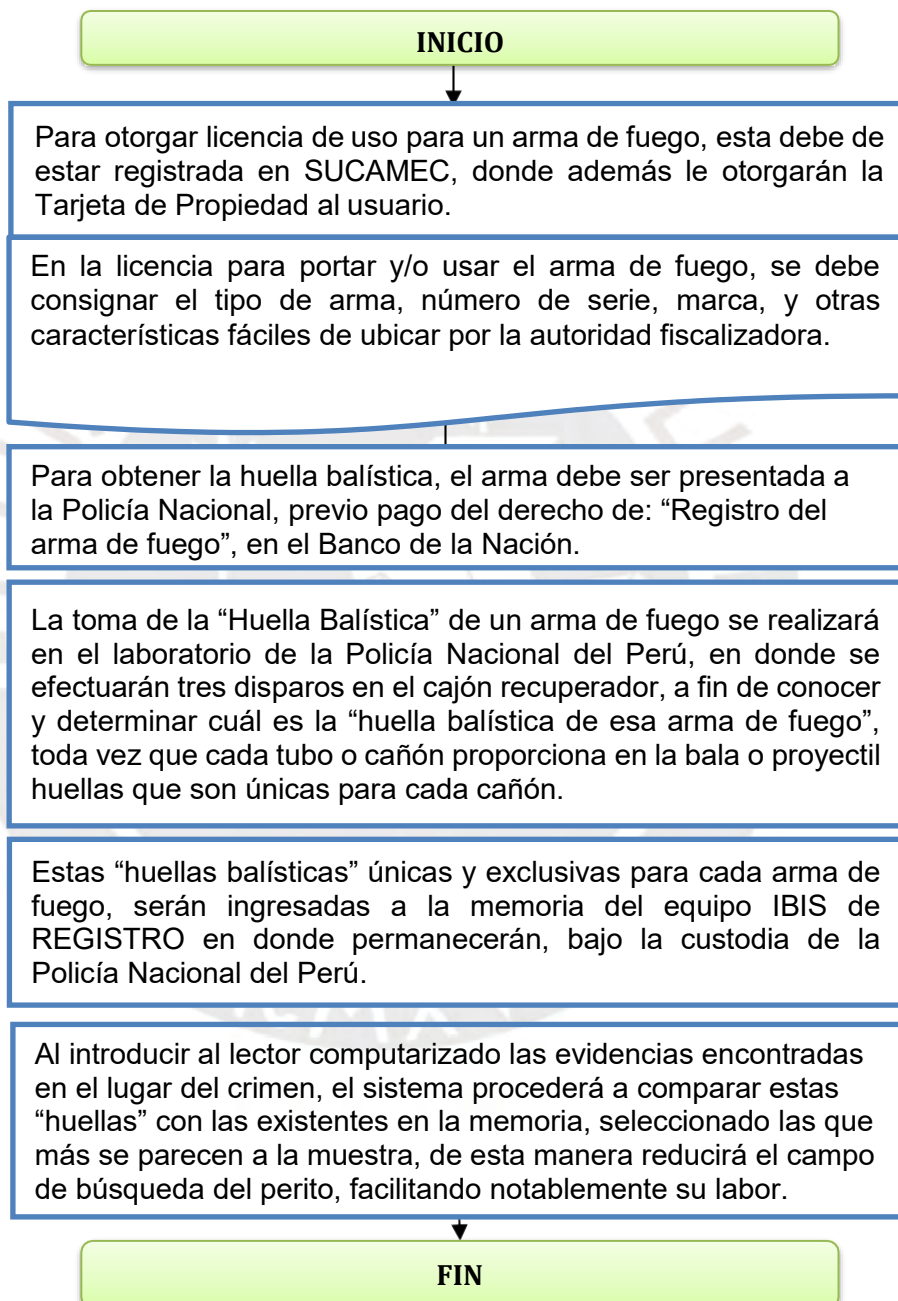 INICIO
Para otorgar licencia de uso para un arma de fuego, esta debe de
estar registrada en SUCAMEC, donde además le otorgarán la
Tarjeta de Propiedad al usuario.
En la licencia para portar y/o usar el arma de fuego, se debe
consignar el tipo de arma, número de serie, marca, y otras
características fáciles de ubicar por la autoridad fiscalizadora.
Para obtener la huella balística, el arma debe ser presentada a
la Policía Nacional, previo pago del derecho de: “Registro del
arma de fuego”, en el Banco de la Nación.
La toma de la “Huella Balística” de un arma de fuego se realizará
en el laboratorio de la Policía Nacional del Perú, en donde se
efectuarán tres disparos en el cajón recuperador, a fin de conocer
y determinar cuál es la “huella balística de esa arma de fuego”,
toda vez que cada tubo o cañón proporciona en la bala o proyectil
huellas que son únicas para cada cañón.
Estas “huellas balísticas” únicas y exclusivas para cada arma de
fuego, serán ingresadas a la memoria del equipo IBIS de
REGISTRO en donde permanecerán, bajo la custodia de la
Policía Nacional del Perú.
Al introducir al lector computarizado las evidencias encontradas
en el lugar del crimen, el sistema procederá a comparar estas
“huellas” con las existentes en la memoria, seleccionado las que
más se parecen a la muestra, de esta manera reducirá el campo
de búsqueda del perito, facilitando notablemente su labor.
FIN